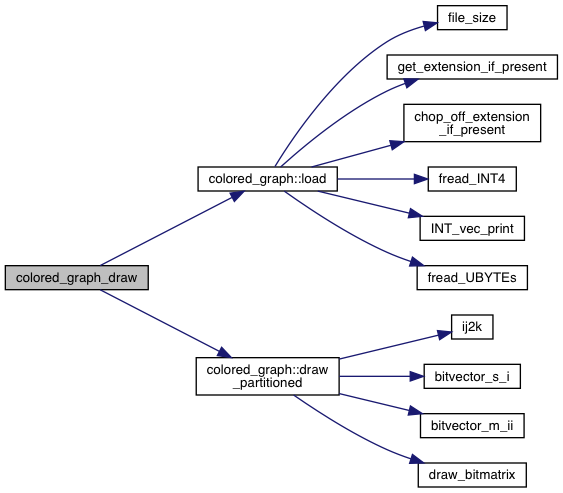 file_size
get_extension_if_present
chop_off_extension
_if_present
colored_graph::load
fread_INT4
INT_vec_print
fread_UBYTEs
colored_graph_draw
ij2k
colored_graph::draw
_partitioned
bitvector_s_i
bitvector_m_ii
draw_bitmatrix